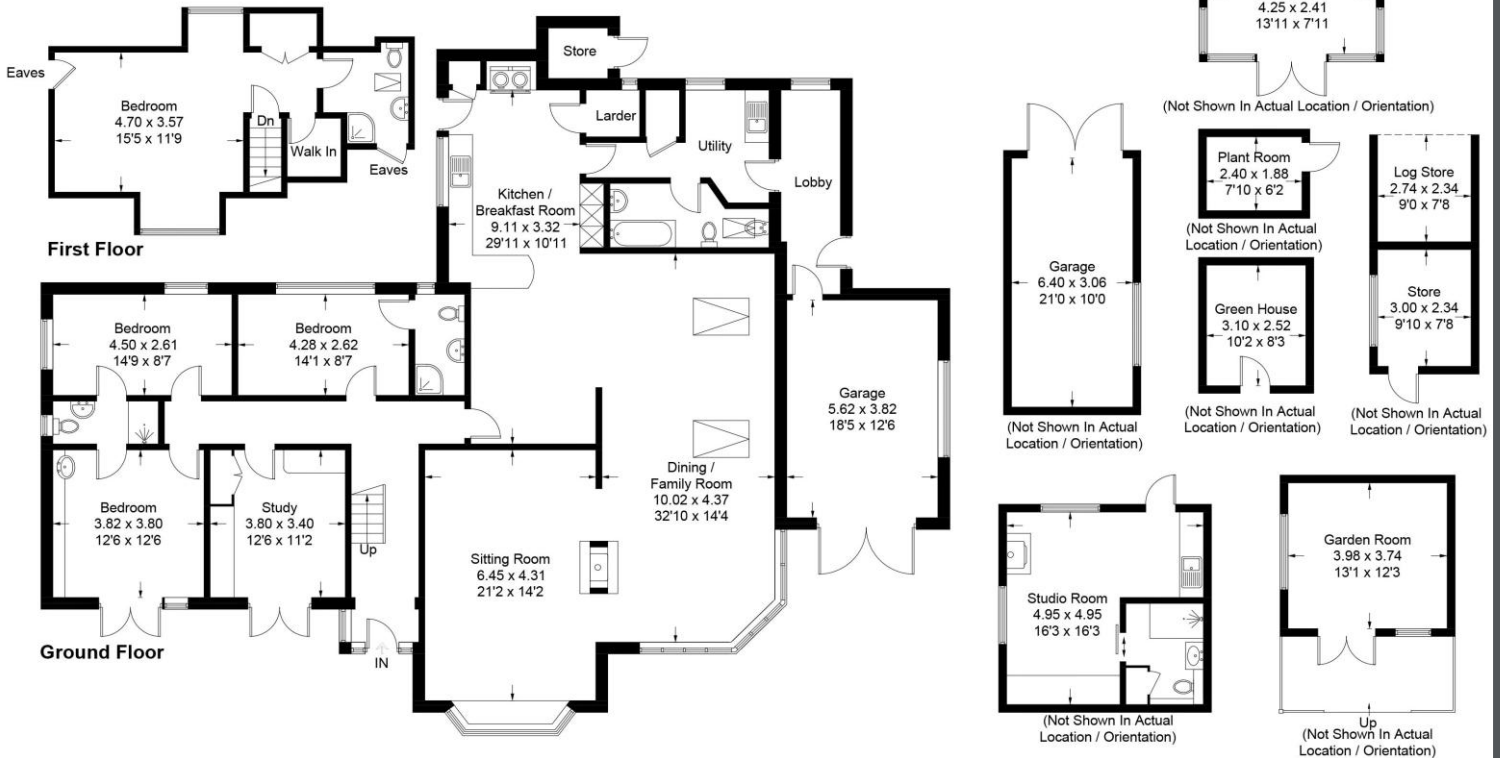 Eaves
Bedroom
4.70 x 3.57
15'5 x 11'9
Dn
Walk In
Eaves
First Floor
Store
Larder
Utility
Lobby
Kitchen /
Breakfast Room
9.11 x 3.32
29'11 x 10'11
Bedroom
4.50 x 2.61
14'9 x 8'7
Bedroom
4.28 x 2.62
14'1 x 8'7
Bedroom
3.82 x 3.80
12'6 x 12'6
Study
3.80 x 3.40
12'6 x 11'2
Up
IN
Ground Floor
Sitting Room
6.45 x 4.31
21'2 x 14'2
Dining /
Family Room
10.02 x 4.37
32'10 x 14'4
Garage
5.62 x 3.82
18'5 x 12'6
4.25 x 2.41
13'11 x 7'11
(Not Shown In Actual Location / Orientation)
Garage
6.40 x 3.06
21'0 x 10'0
(Not Shown In Actual
Location / Orientation)
Plant Room
2.40 x 1.88
7'10 x 6'2
(Not Shown In Actual
Location / Orientation)
Green House
3.10 x 2.52
10'2 x 8'3
(Not Shown In Actual
Location / Orientation)
Log Store
2.74 x 2.34
9'0 x 7'8
Store
3.00 x 2.34
9'10 x 7'8
(Not Shown In Actual
Location / Orientation)
Studio Room
4.95 x 4.95
16'3 x 16'3
(Not Shown In Actual
Location / Orientation)
Garden Room
3.98 x 3.74
13'1 x 12'3
Up
(Not Shown In Actual
Location / Orientation)